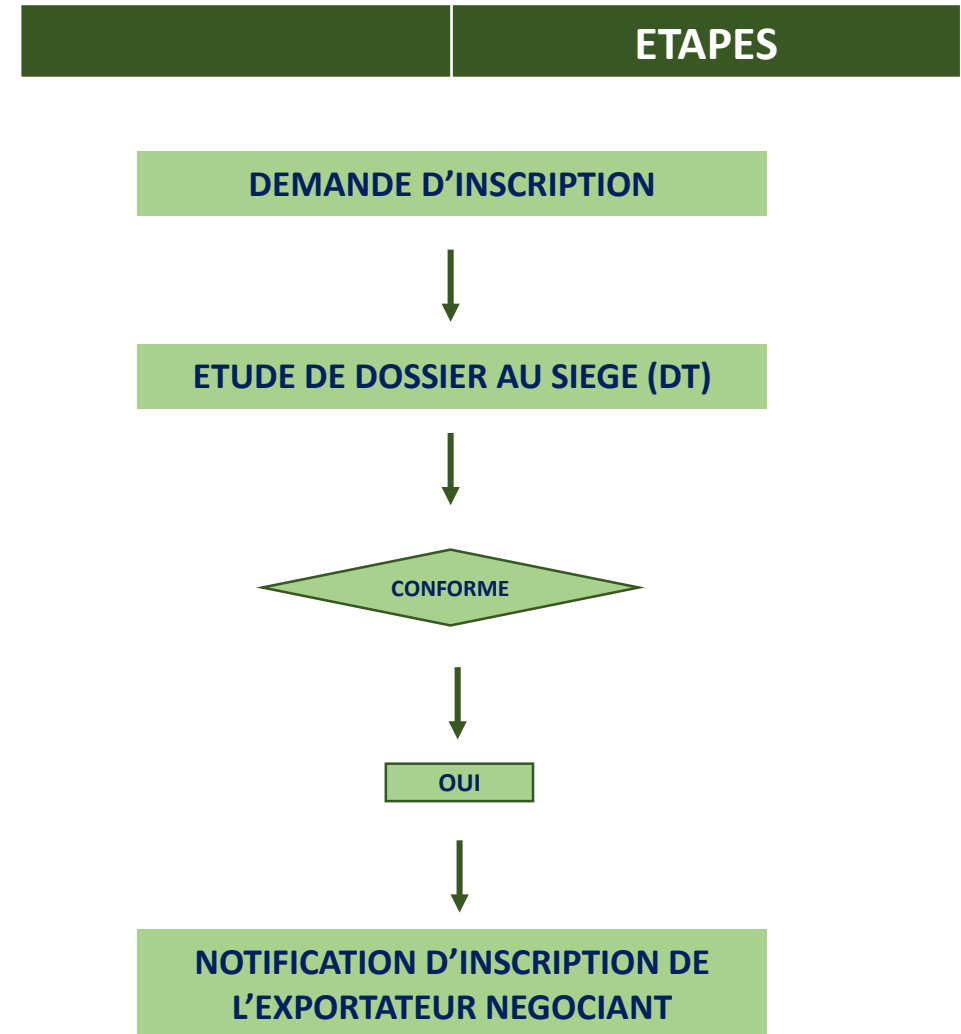 ETAPES
DEMANDE D’INSCRIPTION
ETUDE DE DOSSIER AU SIEGE (DT)
CONFORME
OUI
NOTIFICATION D’INSCRIPTION DE
L’EXPORTATEUR NEGOCIANT